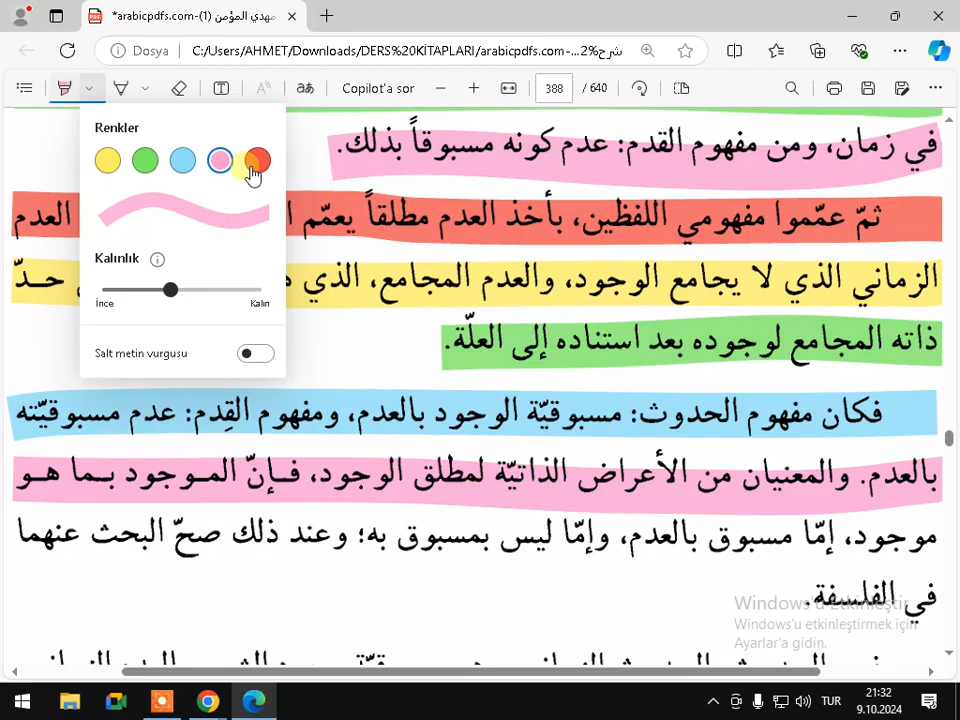 *arabicpdfs.com-(1) مهدي المؤمن
Dosya
C:/Users/AHMET/Downloads/DERS%20KİTAPLARI/arabicpdfs.com-...2%شرح
aあ
Copilot'a sor
388
/ 640
Renkler
Kalınlık
İnce
Kalın
Salt metin vurgusu
في زمان، ومن مفهوم القدم: عدم كونه مسبوقاً بذلك.
ثمّ عمّموا مفهومي اللفظين، بأخذ العدم مطلقاً يعمّم العدم
الزماني الذي لا يجامع الوجود، والعدم المجامع، الذي حدّ
ذاته المجامع لوجوده بعد استناده إلى العلّة.
فكان مفهوم الحدوث: مسبوقيّة الوجود بالعدم، ومفهوم القِدم: عدم مسبوقيّته
بالعدم. والمعنيان من الأعراض الذاتيّة لمطلق الوجود، فإنّ الموجود بما هو
موجود، إمّا مسبوق بالعدم، وإمّا ليس بمسبوق به؛ وعند ذلك صحّ البحث عنهما
في الفلسفة.
Windows'u Etkinleştir
Windows'u etkinleştirmek için
Ayarlar'a gidin.
TUR
21:32
9.10.2024